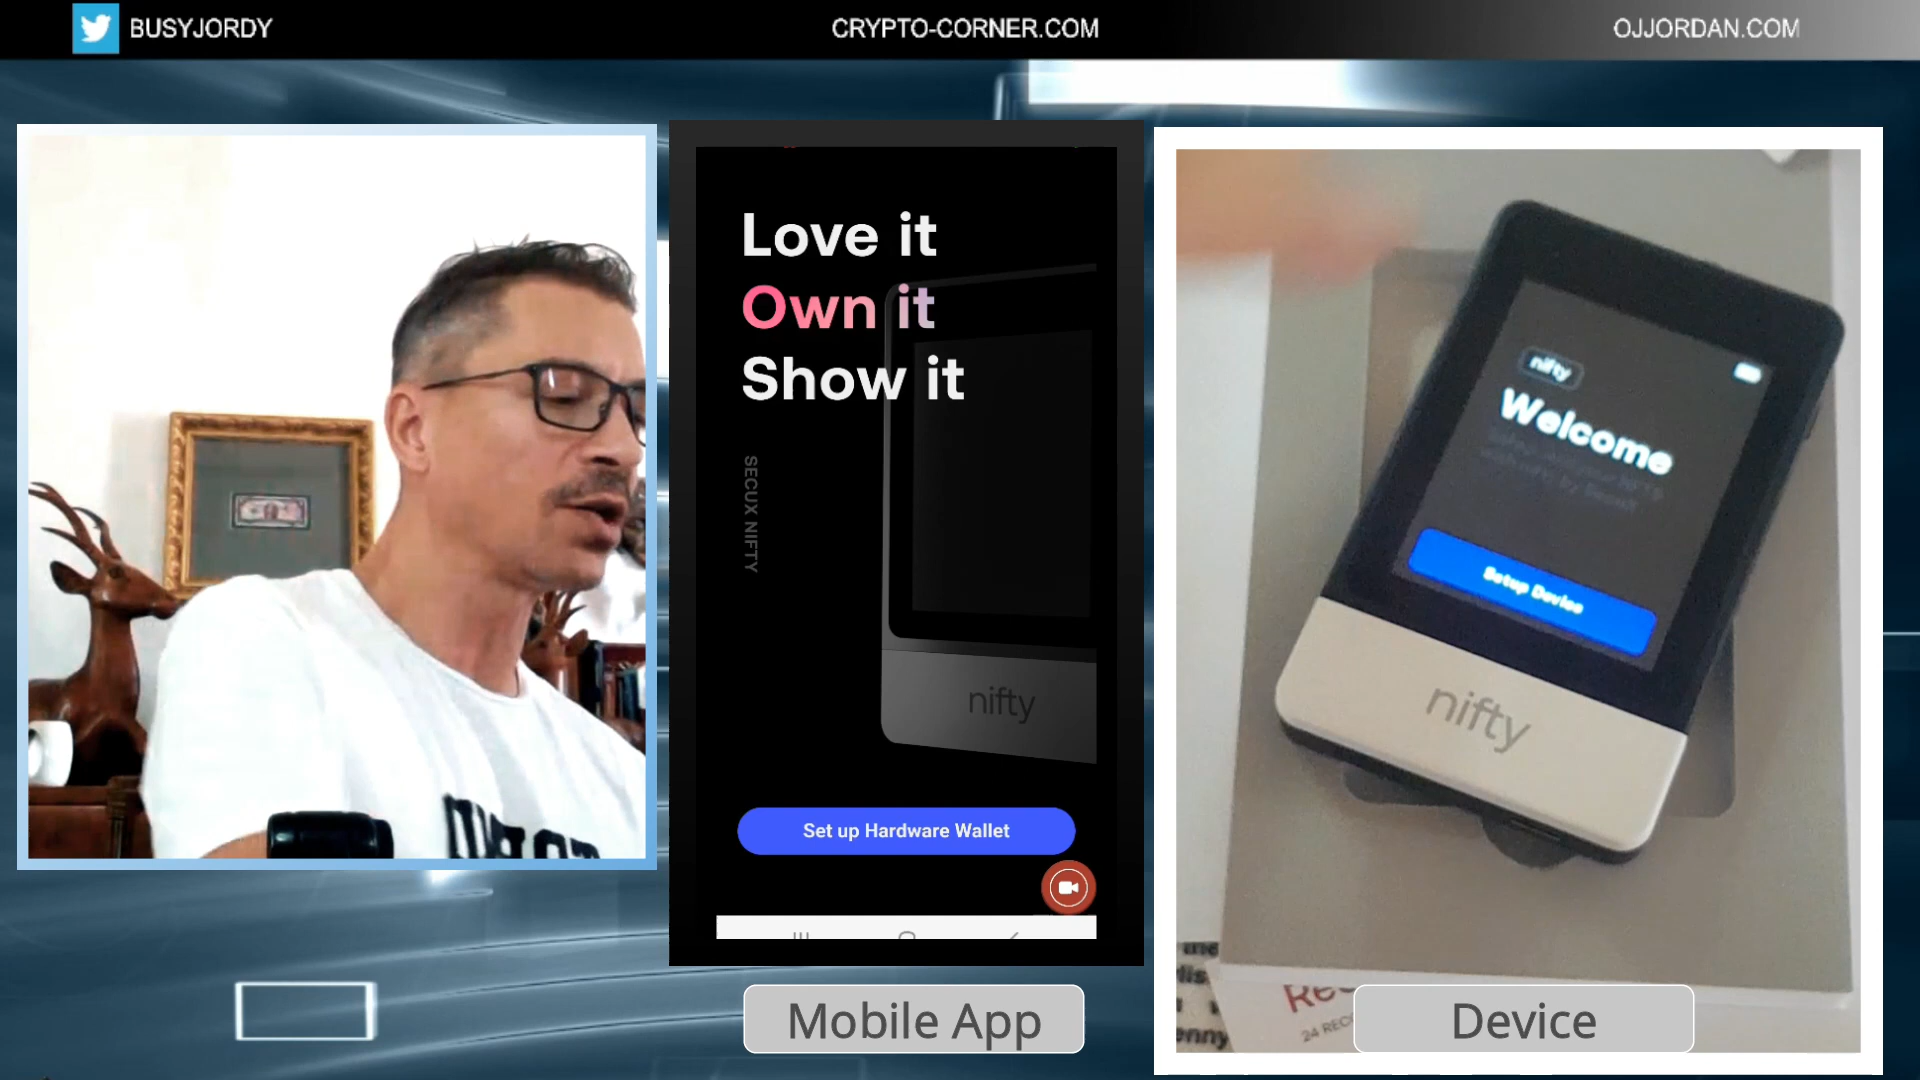 BUSYJORDY
CRYPTO-CORNER.COM
OJJORDAN.COM
Love it
Own it
Show it
SECUX NIFTY
nifty
Set up Hardware Wallet
Mobile App
nifty
Welcome
Setup Device
nifty
24
Device